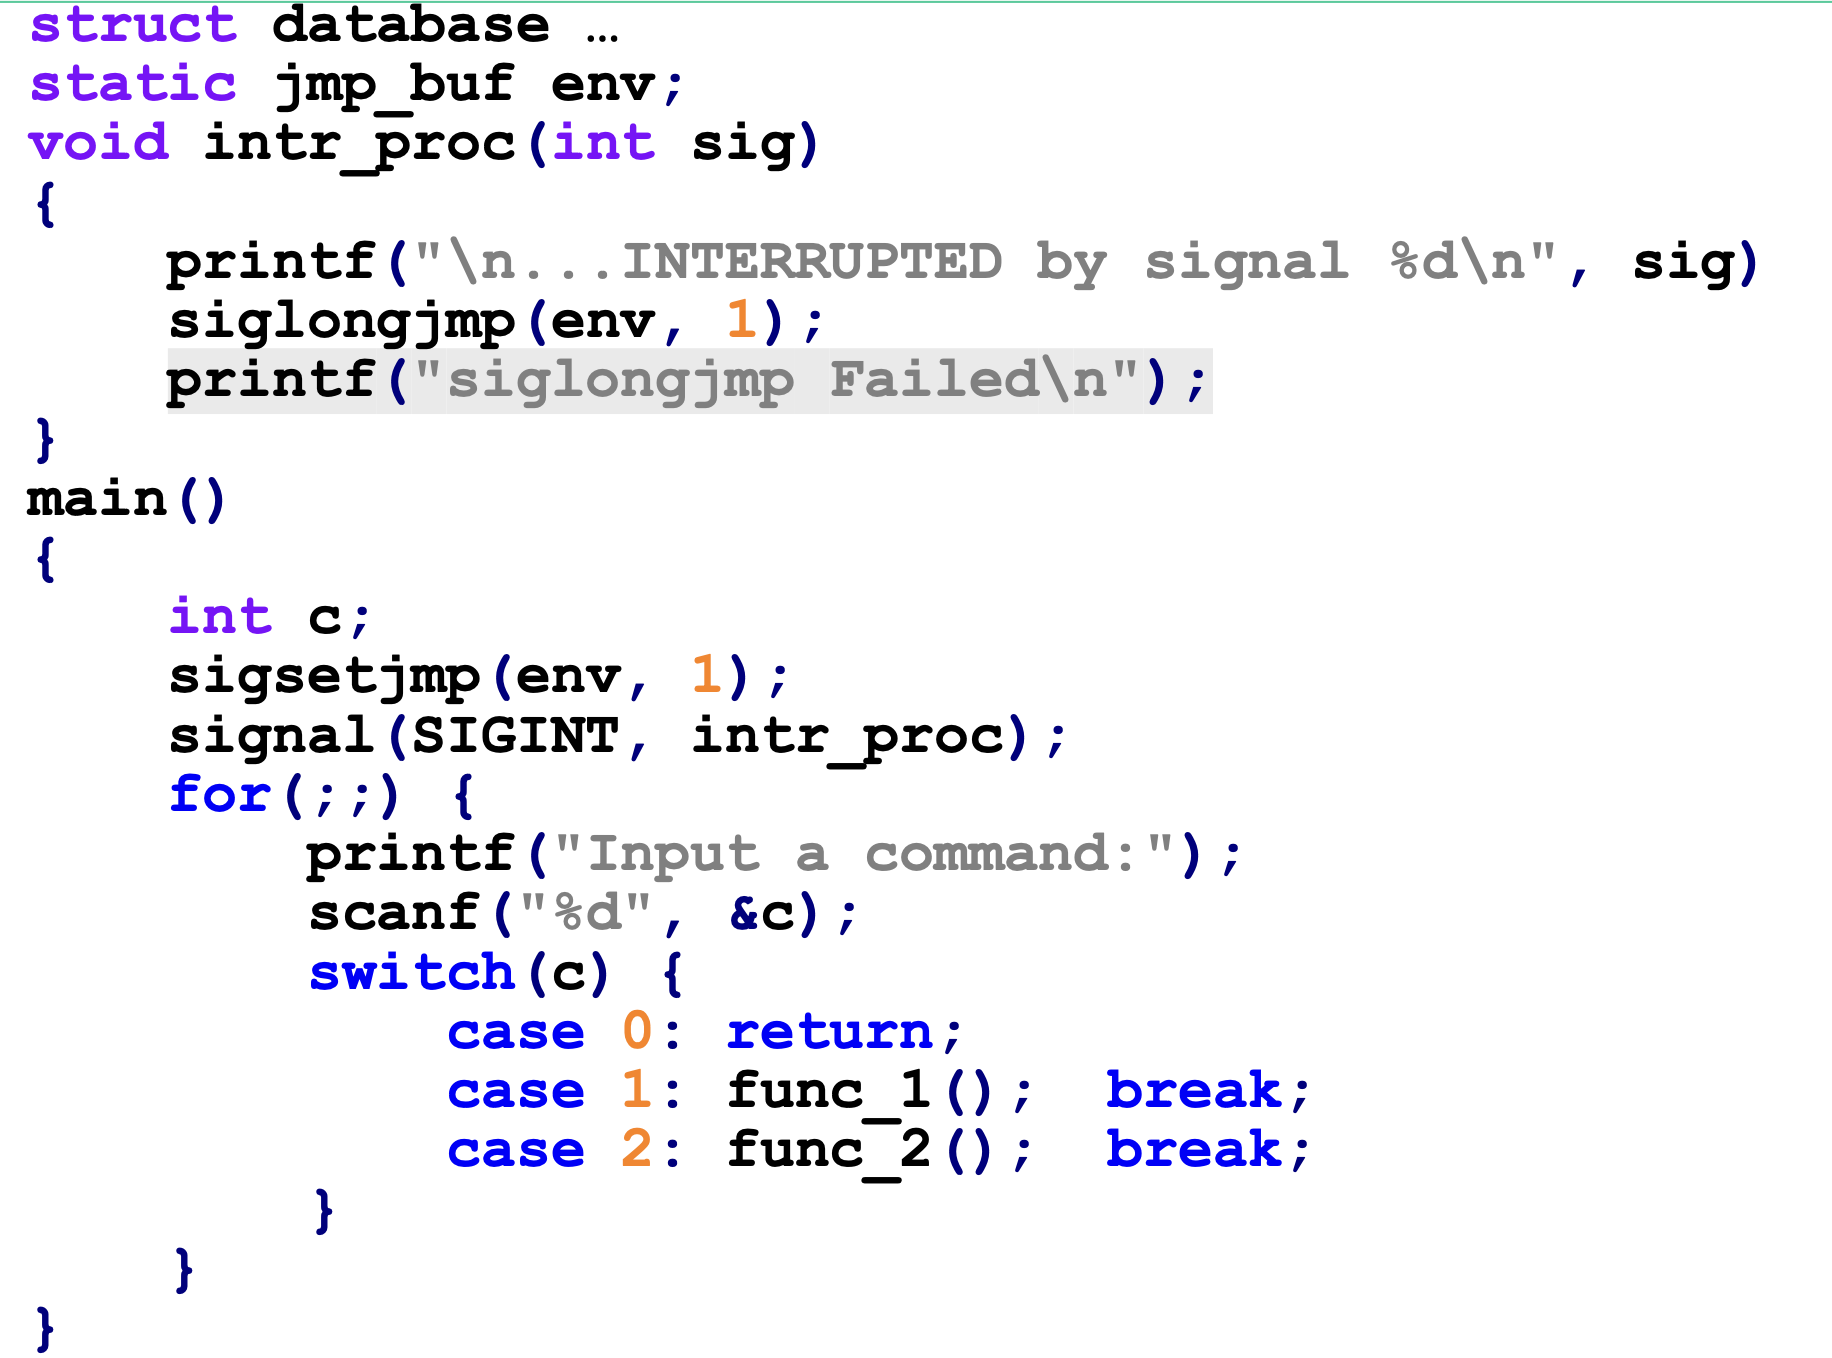 struct database …
static jmp_buf env;
void intr_proc(int sig)
{
    printf("\n...INTERRUPTED by signal %d\n", sig)
    siglongjmp(env, 1);
    printf("siglongjmp Failed\n");
}
main()
{
    int c;
    sigsetjmp(env, 1);
    signal(SIGINT, intr_proc);
    for(;;) {
        printf("Input a command:");
        scanf("%d", &c);
        switch(c) {
            case 0: return;
            case 1: func_1();  break;
            case 2: func_2();  break;
        }
    }
}